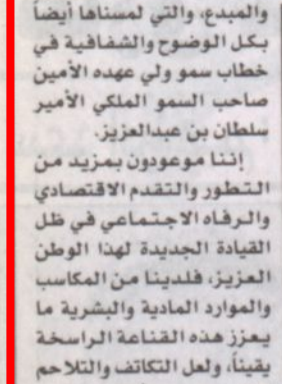 والمبدع، والتي لمسناها أيضاً
بكل الوضوح والشفافية في
خطاب سمو ولي عهده الأمين
صاحب السمو الملكي الأمير
سلطان بن عبدالعزيز.
إننا موعودون بمزيد من
التطور والتقدم الاقتصادي
والرفاه الاجتماعي في ظل
القيادة الجديدة لهذا الوطن
العزيز، فلدينا من المكاسب
والموارد المادية والبشرية ما
يعزز هذه القناعة الراسخة
يقيناً، ولعل التكاتف والتلاحم